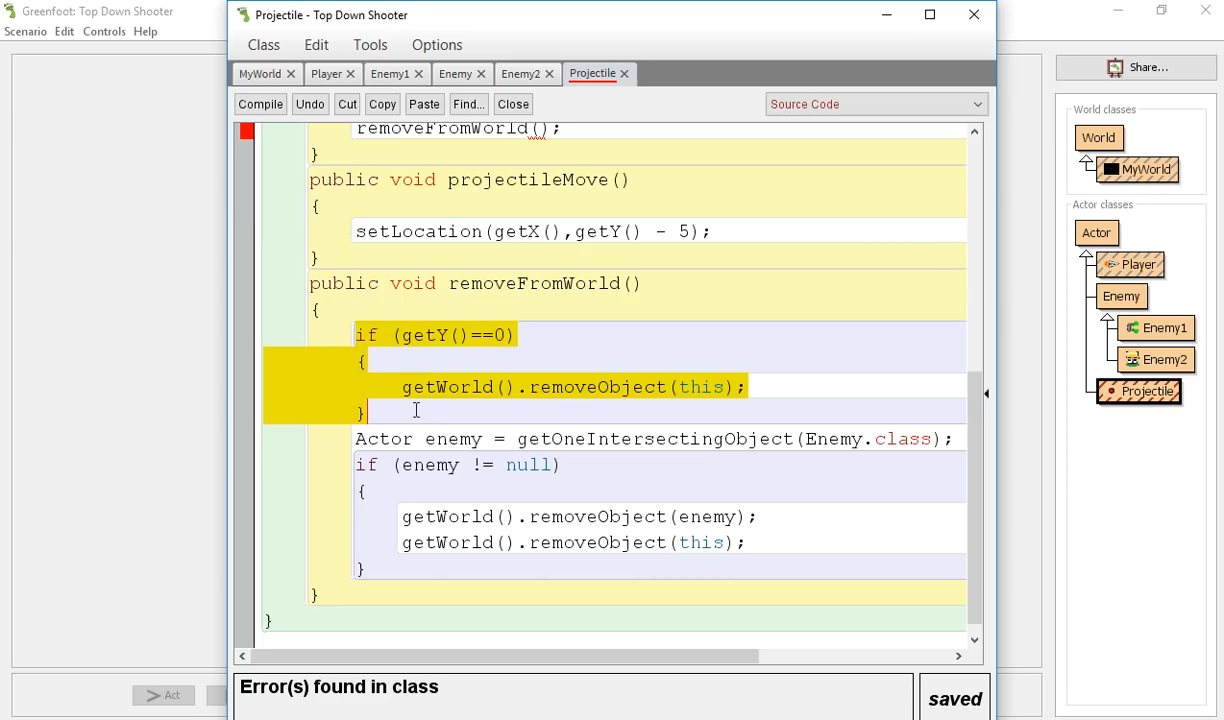 Greenfoot: Top Down Shooter
Scenario Edit Controls Help
Projectile - Top Down Shooter
Class Edit Tools Options
MyWorld Player Enemy1 Enemy Enemy2 Projectile
Compile Undo Cut Copy Paste Find... Close Source Code
removeFromWorld();
}
public void projectileMove()
{
setLocation(getX(),getY() - 5);
}
public void removeFromWorld()
{
if (getY()==0)
{
getWorld().removeObject(this);
}
Actor enemy = getOneIntersectingObject(Enemy.class);
if (enemy != null)
{
getWorld().removeObject(enemy);
getWorld().removeObject(this);
}
}
}
Error(s) found in class
saved
Act
Share...
World classes
World
MyWorld
Actor classes
Actor
Player
Enemy
Enemy1
Enemy2
Projectile